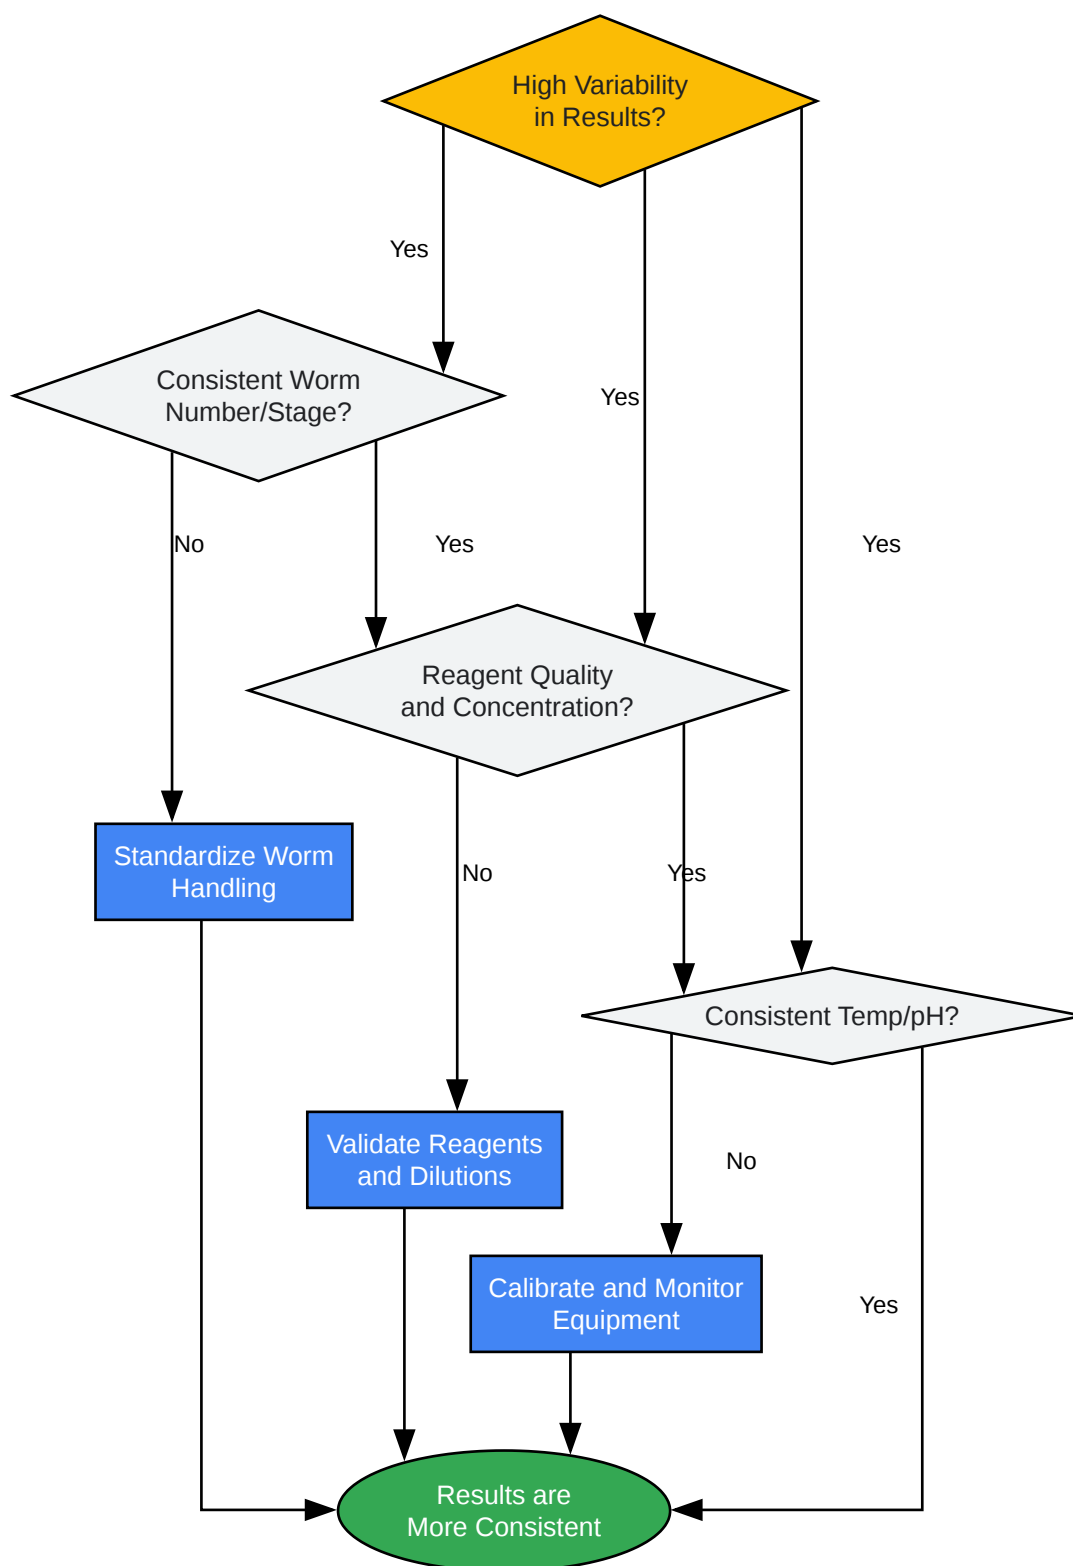 High Variability
in Results?
Yes
Consistent Worm
Number/Stage?
Yes
No
Yes
Yes
Reagent Quality
and Concentration?
Standardize Worm
Handling
No
Yes
Consistent Temp/pH?
Validate Reagents
and Dilutions
No
Calibrate and Monitor
Equipment
Yes
Results are
More Consistent